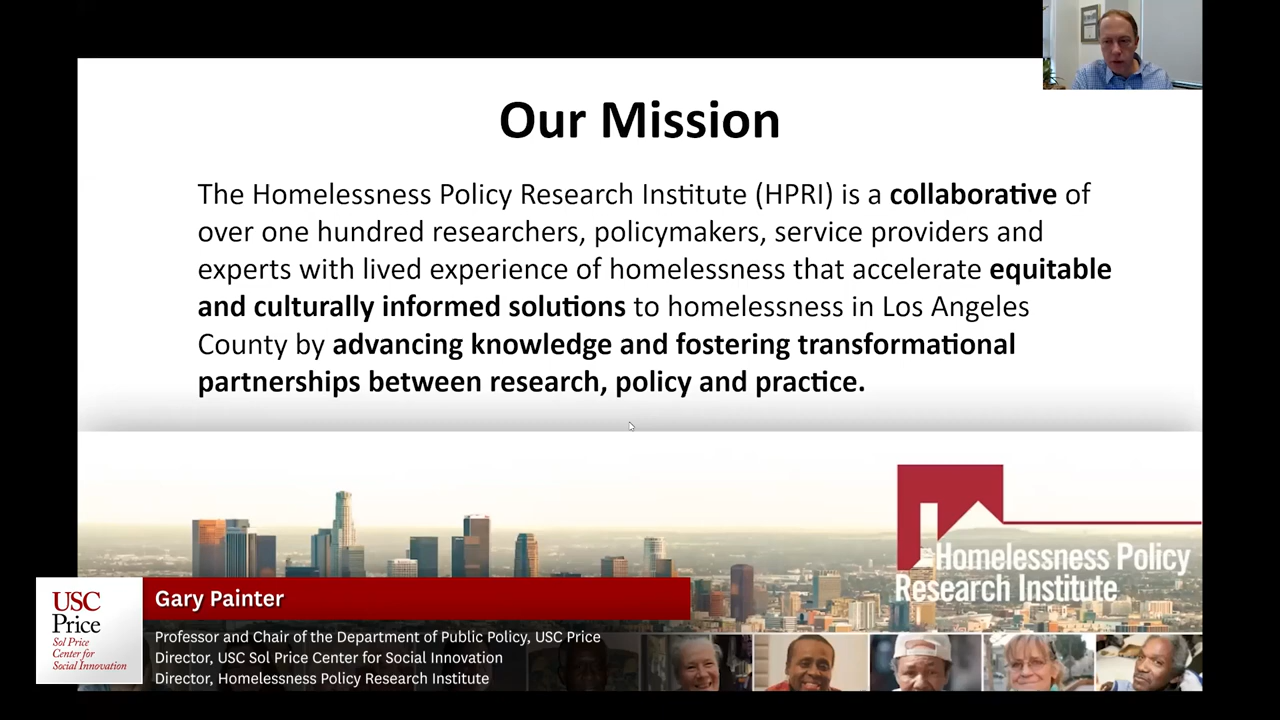 Our Mission
The Homelessness Policy Research Institute (HPRI) is a collaborative of
over one hundred researchers, policymakers, service providers and
experts with lived experience of homelessness that accelerate equitable
and culturally informed solutions to homelessness in Los Angeles
County by advancing knowledge and fostering transformational
partnerships between research, policy and practice.
THE Homelessness Policy
Research Institute
USC
Price
Sol Price
Center for
Social Innovation
Gary Painter
Professor and Chair of the Department of Public Policy, USC Price
Director, USC Sol Price Center for Social Innovation
Director, Homelessness Policy Research Institute